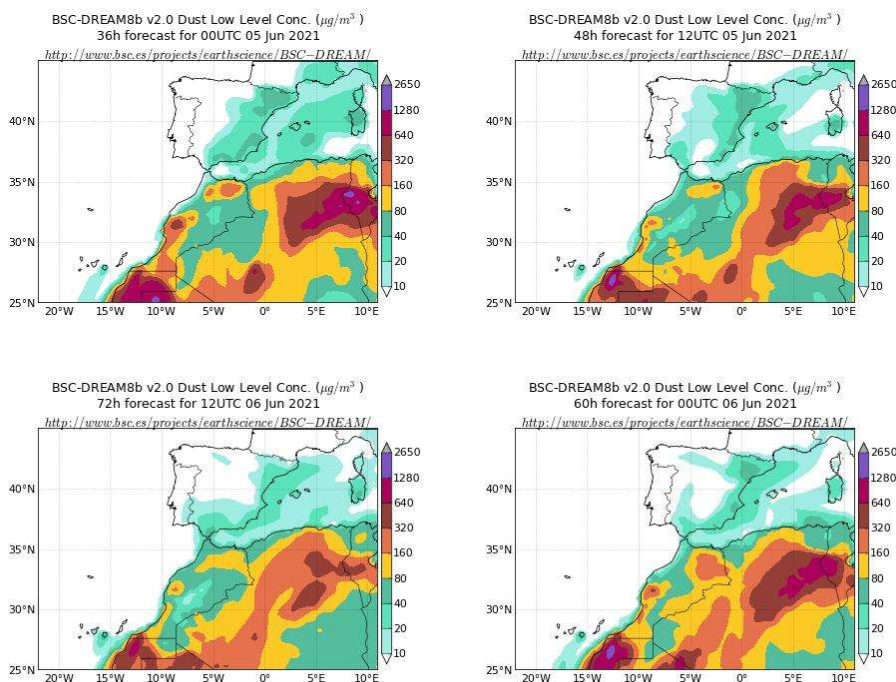 BSC-DREAM8b v2.0 Dust Low Level Conc. (μg/m³ )
36h forecast for 00UTC 05 Jun 2021
http://www.bsc.es/projects/earthscience/BSC−DREAM/
40°N
35°N
30°N
25°N
20°W 15°W 10°W 5°W 0°E 5°E 10°E
2650
1280
640
320
160
80
40
20
10
BSC-DREAM8b v2.0 Dust Low Level Conc. (μg/m³ )
48h forecast for 12UTC 05 Jun 2021
http://www.bsc.es/projects/earthscience/BSC−DREAM/
40°N
35°N
30°N
25°N
20°W 15°W 10°W 5°W 0°E 5°E 10°E
2650
1280
640
320
160
80
40
20
10
BSC-DREAM8b v2.0 Dust Low Level Conc. (μg/m³ )
72h forecast for 12UTC 06 Jun 2021
http://www.bsc.es/projects/earthscience/BSC−DREAM/
40°N
35°N
30°N
25°N
20°W 15°W 10°W 5°W 0°E 5°E 10°E
2650
1280
640
320
160
80
40
20
10
BSC-DREAM8b v2.0 Dust Low Level Conc. (μg/m³ )
60h forecast for 00UTC 06 Jun 2021
http://www.bsc.es/projects/earthscience/BSC−DREAM/
40°N
35°N
30°N
25°N
20°W 15°W 10°W 5°W 0°E 5°E 10°E
2650
1280
640
320
160
80
40
20
10